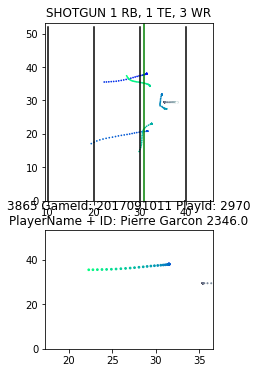 SHOTGUN 1 RB, 1 TE, 3 WR
50
40
30
20
10
0
10 20 30 40
3865 GameId: 2017091011 PlayId: 2970
PlayerName + ID: Pierre Garcon 2346.0
40
20
0
20 25 30 35